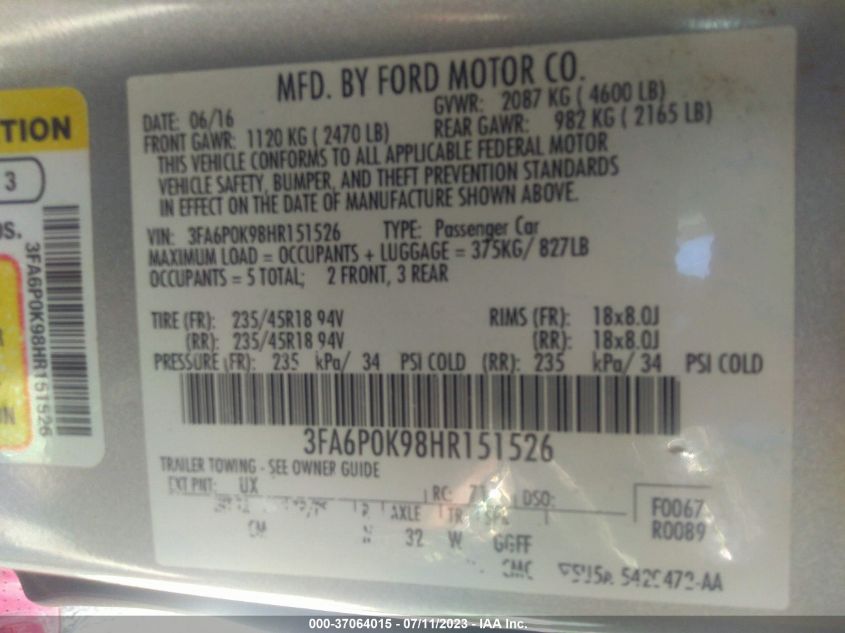 TION
3
US.
3FA6P0K98HR151526
R
ON
MFD. BY FORD MOTOR CO.
DATE: 06/16 GVWR: 2087 KG ( 4600 LB)
FRONT GAWR: 1120 KG ( 2470 LB) REAR GAWR: 982 KG ( 2165 LB)
THIS VEHICLE CONFORMS TO ALL APPLICABLE FEDERAL MOTOR
VEHICLE SAFETY, BUMPER, AND THEFT PREVENTION STANDARDS
IN EFFECT ON THE DATE OF MANUFACTURE SHOWN ABOVE.
VIN: 3FA6P0K98HR151526 TYPE: Passenger Car
MAXIMUM LOAD = OCCUPANTS + LUGGAGE = 375KG/ 827LB
OCCUPANTS = 5 TOTAL; 2 FRONT, 3 REAR
TIRE (FR): 235/45R18 94V RIMS (FR): 18x8.0J
(RR): 235/45R18 94V (RR): 18x8.0J
PRESSURE (FR): 235 kPa/ 34 PSI COLD (RR): 235 kPa/ 34 PSI COLD
3FA6P0K98HR151526
TRAILER TOWING - SEE OWNER GUIDE
EXT PNT: UX RC: 71 DSO: F0067
AXLE TR R0089
32 W GGFF
000-37064015 - 07/11/2023 - IAA Inc.